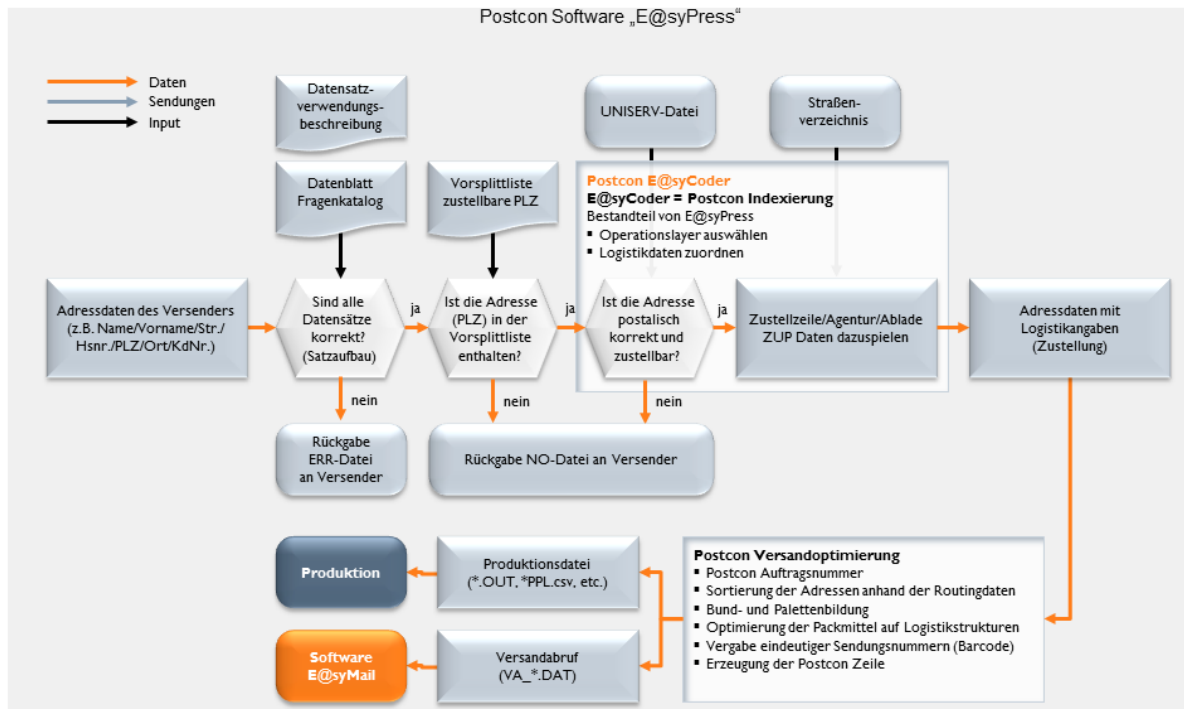 Postcon Software „E@syPress“
Daten
Sendungen
Input
Datensatz-
verwendungs-
beschreibung
UNISERV-Datei
Straßen-
verzeichnis
Datenblatt
Fragenkatalog
Vorsplittliste
zustellbare PLZ
Postcon E@syCoder
E@syCoder = Postcon Indexierung
Bestandteil von E@syPress
▪ Operationslayer auswählen
▪ Logistikdaten zuordnen
Adressdaten des Versenders
(z.B. Name/Vorname/Str./
Hsnr./PLZ/Ort/KdNr.)
Sind alle
Datensätze
korrekt?
(Satzaufbau)
ja
Ist die Adresse
(PLZ) in der
Vorsplittliste
enthalten?
ja
Ist die Adresse
postalisch
korrekt und
zustellbar?
ja
Zustellzeile/Agentur/Ablade
ZUP Daten dazuspielen
Adressdaten mit
Logistikangaben
(Zustellung)
nein
nein
nein
Rückgabe
ERR-Datei
an Versender
Rückgabe NO-Datei an Versender
Produktion
Produktionsdatei
(*.OUT, *PPL.csv, etc.)
Postcon Versandoptimierung
▪ Postcon Auftragsnummer
▪ Sortierung der Adressen anhand der Routingdaten
▪ Bund- und Palettenbildung
▪ Optimierung der Packmittel auf Logistikstrukturen
▪ Vergabe eindeutiger Sendungsnummern (Barcode)
▪ Erzeugung der Postcon Zeile
Software
E@syMail
Versandabruf
(VA_*.DAT)